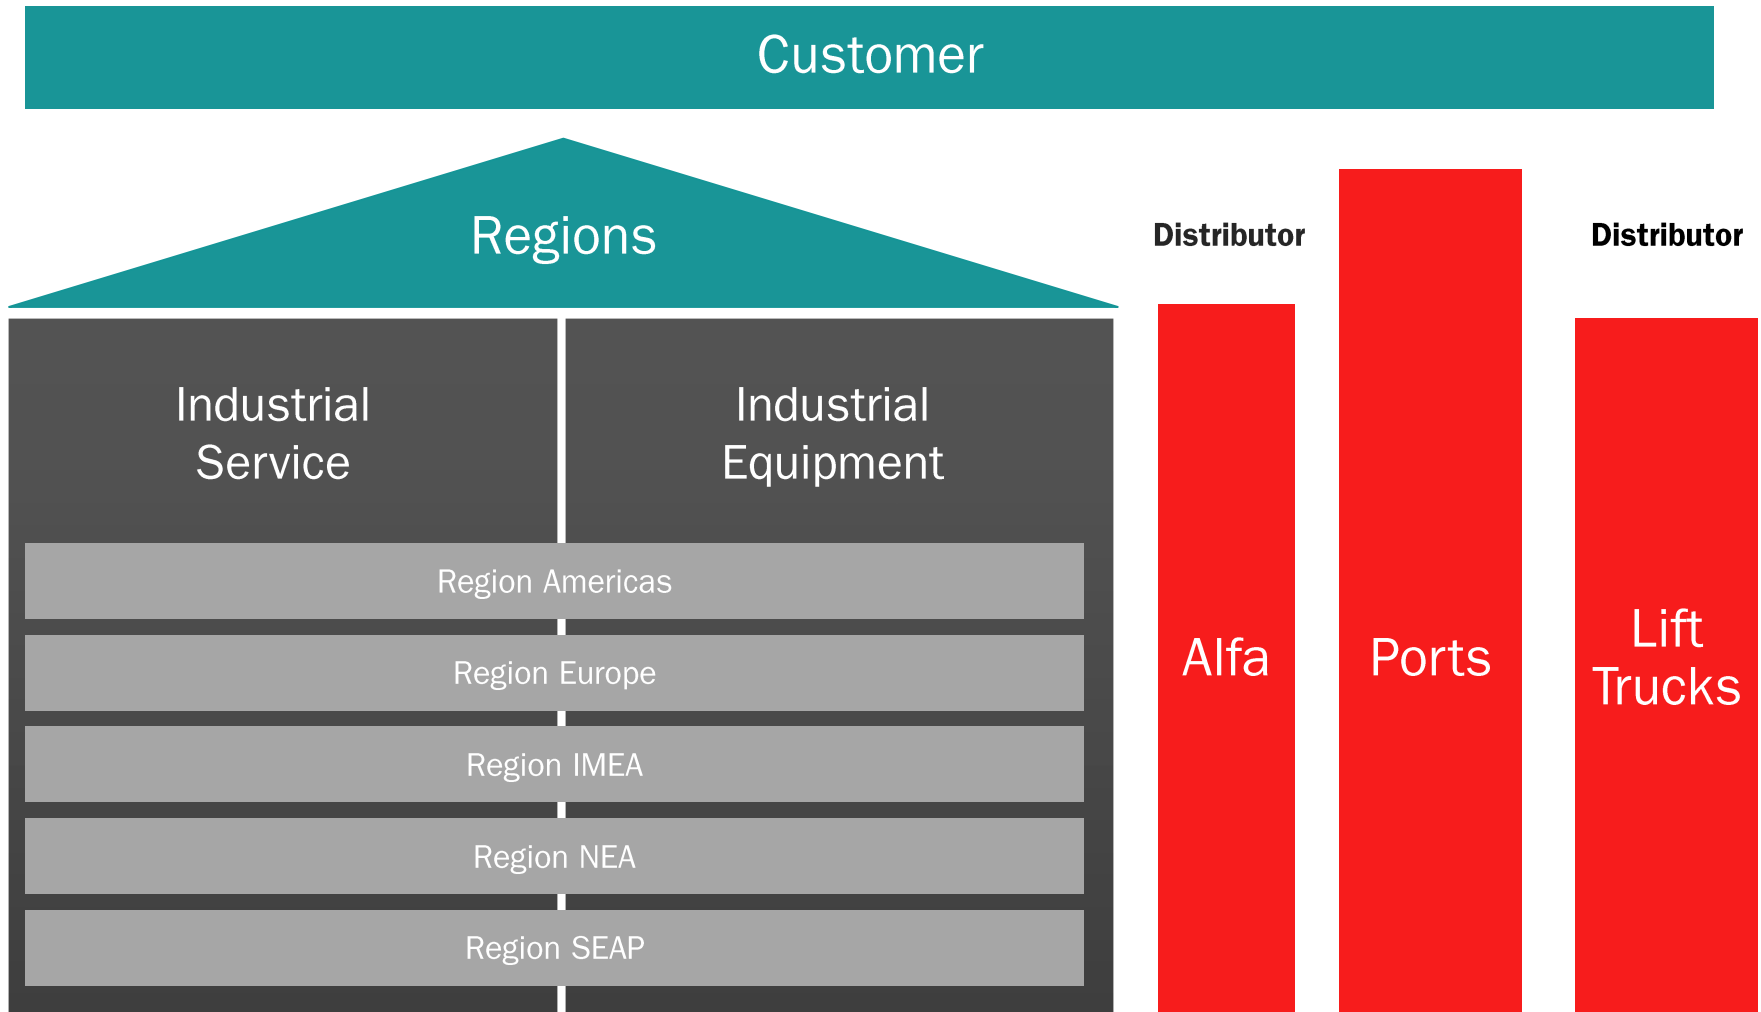 Customer
Regions
Distributor
Distributor
Industrial
Service
Industrial
Equipment
Region Americas
Region Europe
Region IMEA
Region NEA
Region SEAP
Alfa
Ports
Lift
Trucks